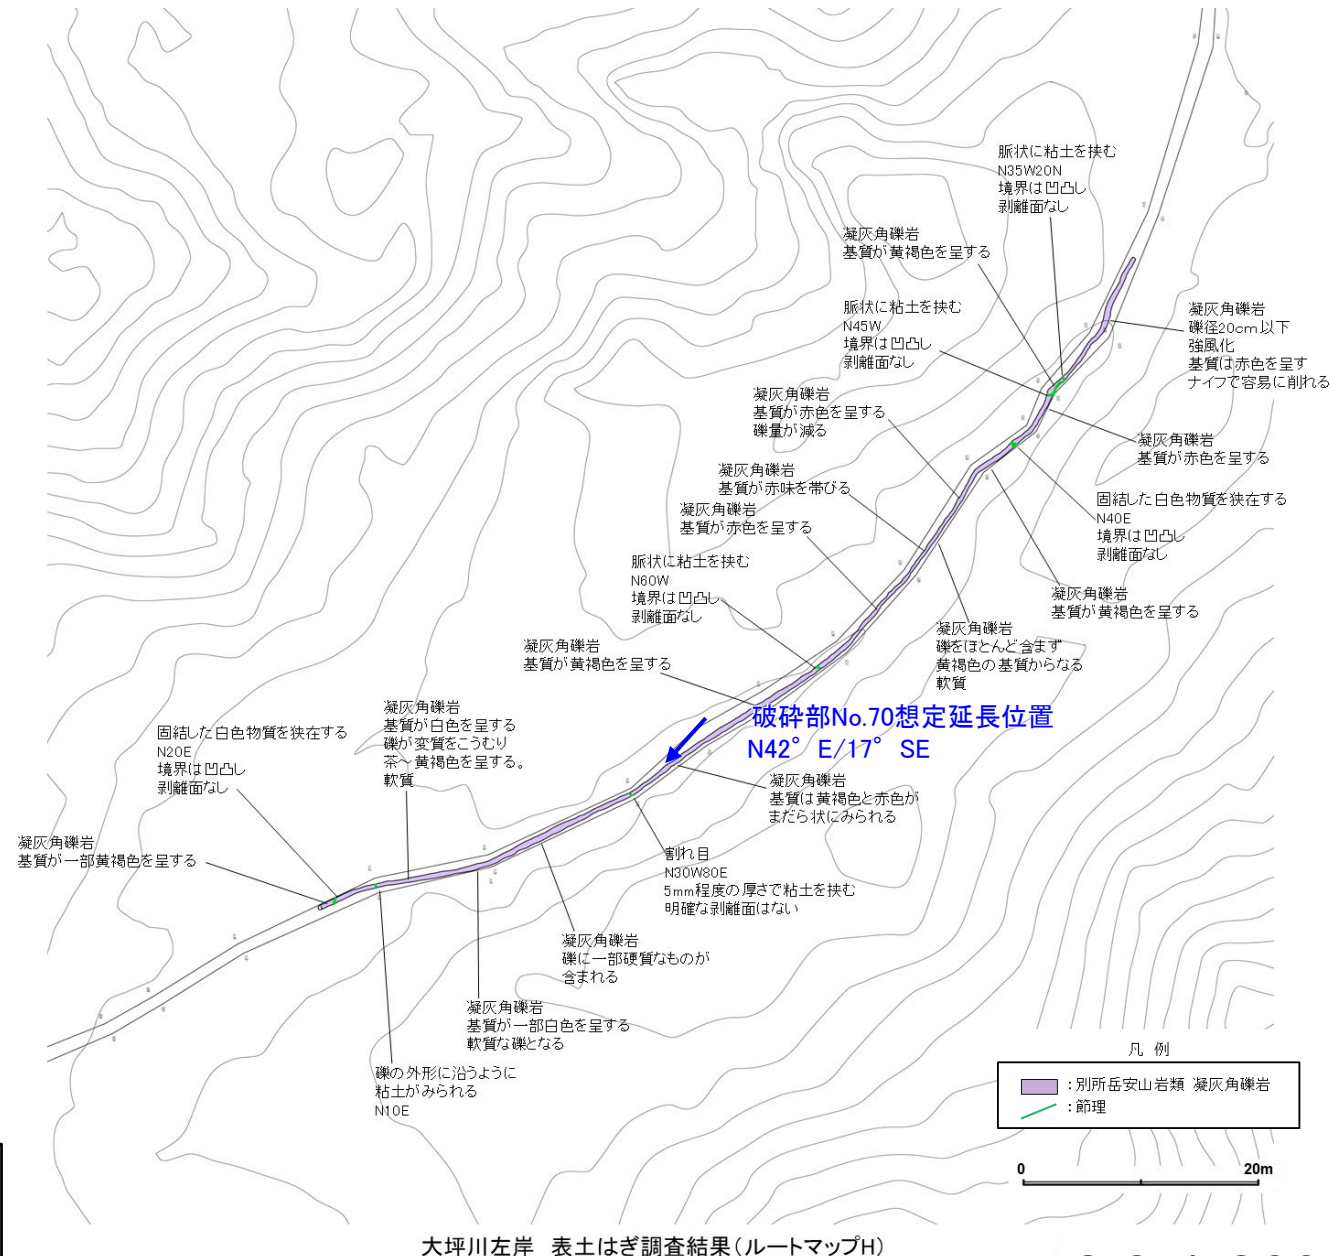 脈状に粘土を挟む
N35W20N
境界は凹凸し
剥離面なし
凝灰角礫岩
基質が黄褐色を呈する
脈状に粘土を挟む
N45W
境界は凹凸し
剥離面なし
凝灰角礫岩
礫径20cm以下
強風化
基質は赤色を呈す
ナイフで容易に削れる
凝灰角礫岩
基質が赤色を呈する
礫量が減る
凝灰角礫岩
基質が赤色を呈する
凝灰角礫岩
基質が赤味を帯びる
固結した白色物質を狭在する
N40E
境界は凹凸し
剥離面なし
凝灰角礫岩
基質が赤色を呈する
脈状に粘土を挟む
N60W
境界は凹凸し
剥離面なし
凝灰角礫岩
基質が黄褐色を呈する
凝灰角礫岩
礫をほとんど含まず
黄褐色の基質からなる
軟質
凝灰角礫岩
基質が黄褐色を呈する
破砕部No.70想定延長位置
N42° E/17° SE
凝灰角礫岩
基質が白色を呈する
礫が変質をこうむり
茶～黄褐色を呈する。
軟質
固結した白色物質を狭在する
N20E
境界は凹凸し
剥離面なし
凝灰角礫岩
基質は黄褐色と赤色が
まだら状にみられる
凝灰角礫岩
基質が一部黄褐色を呈する
割れ目
N30W80E
5mm程度の厚さで粘土を挟む
明確な剥離面はない
凝灰角礫岩
礫に一部硬質なものが
含まれる
凝灰角礫岩
基質が一部白色を呈する
軟質な礫となる
礫の外形に沿うように
粘土がみられる
N10E
凡 例
：別所岳安山岩類 凝灰角礫岩
：節理
0 20m
大坪川左岸 表土はぎ調査結果（ルートマップH）